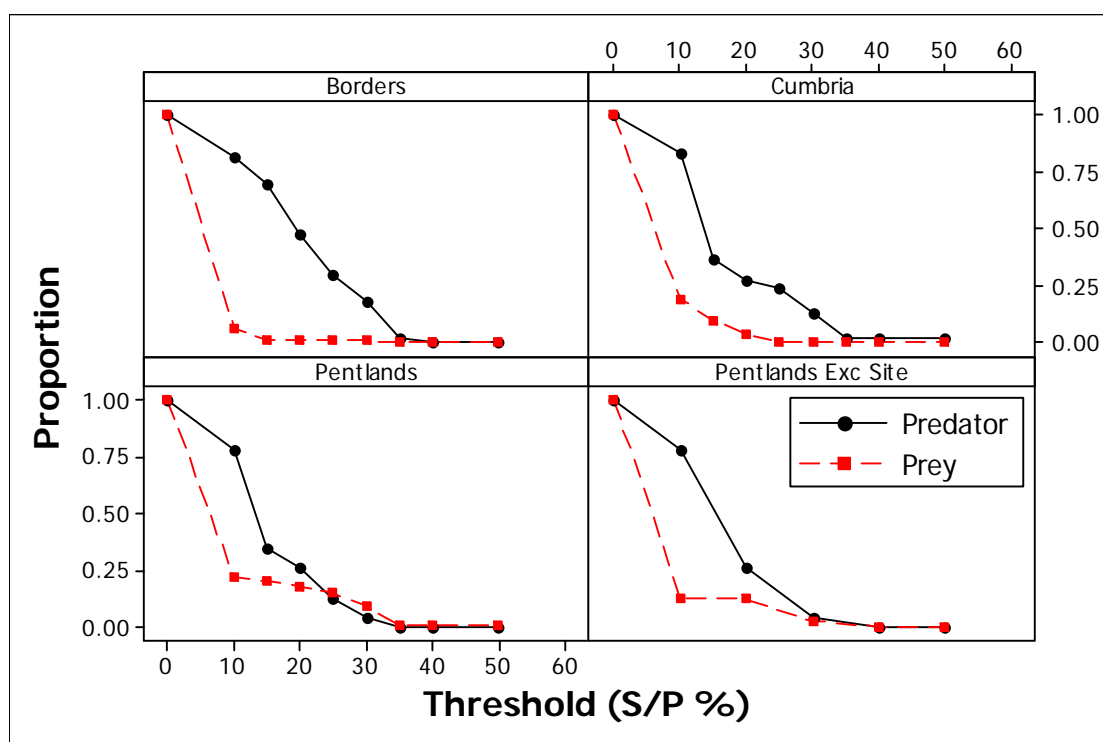 0 10 20 30 40 50 60
Borders Cumbria
1.00
0.75
0.50
0.25
0.00
Proportion
Pentlands Pentlands Exc Site
1.00
0.75
0.50
0.25
0.00
Predator
Prey
0 10 20 30 40 50 60
Threshold (S/P %)